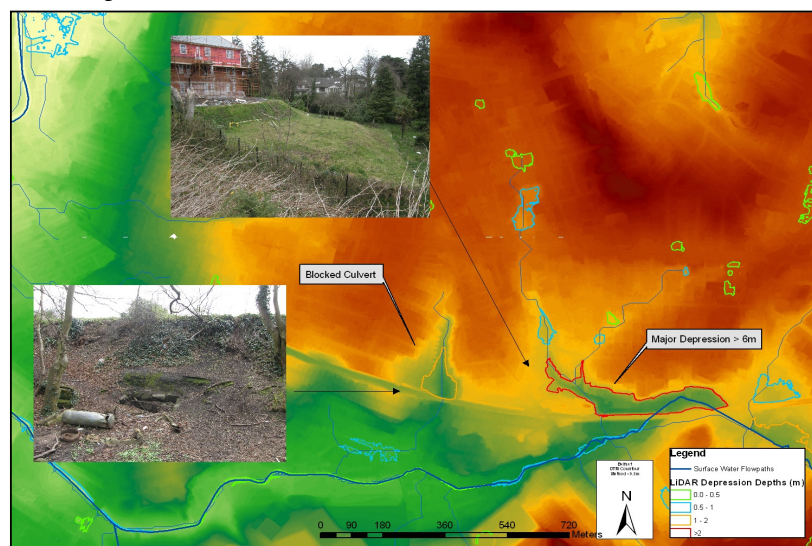 Blocked Culvert
Major Depression > 6m
N
0 90 180 360 540 720
Meters
Legend
Surface Water Flowpaths
LiDAR Depression Depths (m)
0.0 - 0.5
0.5 - 1
1 - 2
>2